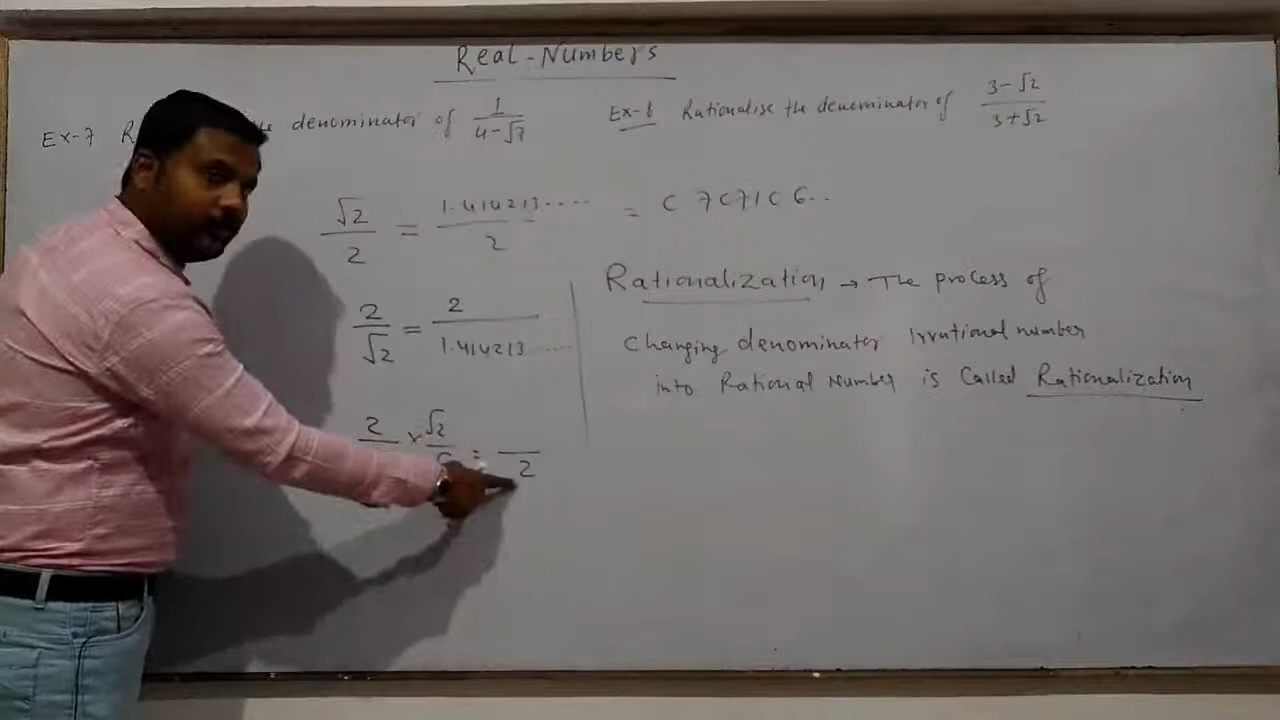 Real-Numbers
Ex-7 R denominator of 1/(4-√7)
Ex-8 Rationalise the denominator of (3-√2)/(3+√2)
√2/2 = 1.414213..../2 =
2/√2 = 2/1.414213.....
2 × √2 = /2
Rationalization → The process of
changing denominator Irrational number
into Rational Number is called Rationalization